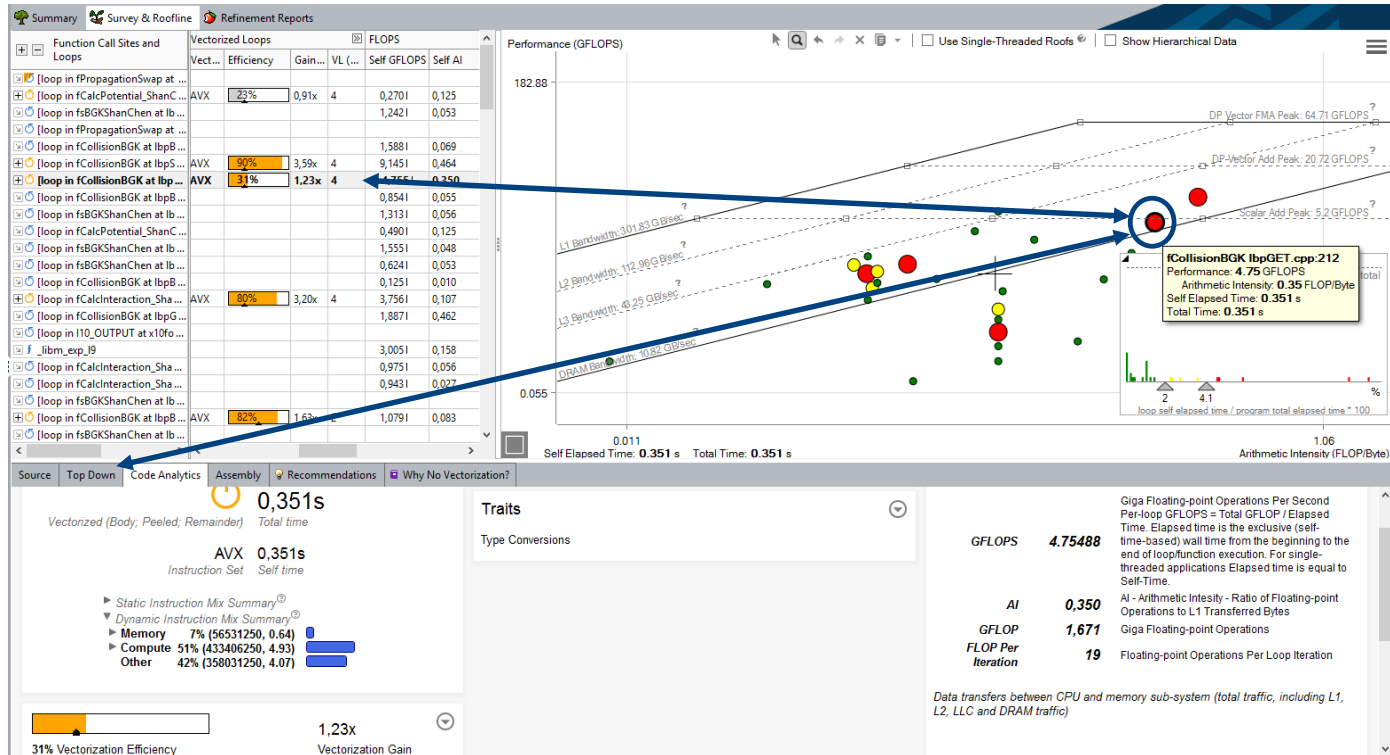 Summary Survey & Roofline Refinement Reports
Function Call Sites and Loops
Vectorized Loops FLOPS
Vect... Efficiency Gain... VL (... Self GFLOPS Self AI
[loop in fPropagationSwap at ...
[loop in fCalcPotential_ShanC ... AVX 23% 0,91x 4 0,270 0,125
[loop in fsBGKShanChen at lb ... 1,242 0,053
[loop in fPropagationSwap at ...
[loop in fCollisionBGK at lbpB ... 1,588 0,069
[loop in fCollisionBGK at lbpS ... AVX 90% 3,59x 4 9,145 0,464
[loop in fCollisionBGK at lbp ... AVX 31% 1,23x 4 4,755 0,350
[loop in fCollisionBGK at lbpB ... 0,854 0,055
[loop in fsBGKShanChen at lb ... 1,313 0,056
[loop in fCalcPotential_ShanC ... 0,490 0,125
[loop in fsBGKShanChen at lb ... 1,555 0,048
[loop in fsBGKShanChen at lb ... 0,624 0,053
[loop in fCollisionBGK at lbpB ... 0,125 0,010
[loop in fCalcInteraction_Sha ... AVX 80% 3,20x 4 3,756 0,107
[loop in fCollisionBGK at lbpG ... 1,887 0,462
[loop in l10_OUTPUT at x10fo ...
f _libm_exp_l9 3,005 0,158
[loop in fCalcInteraction_Sha ... 0,975 0,056
[loop in fCalcInteraction_Sha ... 0,943 0,027
[loop in fsBGKShanChen at lb ...
[loop in fCollisionBGK at lbpB ... AVX 82% 1,63x 1,079 0,083
[loop in fsBGKShanChen at lb ...
Performance (GFLOPS)
Use Single-Threaded Roofs Show Hierarchical Data
182.88
DP Vector FMA Peak: 64.71 GFLOPS ?
DP Vector Add Peak: 20.72 GFLOPS ?
Scalar Add Peak: 5.2 GFLOPS ?
L1 Bandwidth: 301.83 GB/sec ?
L2 Bandwidth: 112.96 GB/sec ?
L3 Bandwidth: 43.25 GB/sec ?
DRAM Bandwidth: 10.82 GB/sec ?
fCollisionBGK lbpGET.cpp:212
Performance: 4.75 GFLOPS
Arithmetic Intensity: 0.35 FLOP/Byte
Self Elapsed Time: 0.351 s
Total Time: 0.351 s
total
2 4.1 %
loop self elapsed time / program total elapsed time * 100
0.055
0.011 1.06
Self Elapsed Time: 0.351 s Total Time: 0.351 s Arithmetic Intensity (FLOP/Byte)
Source Top Down Code Analytics Assembly Recommendations Why No Vectorization?
0,351s
Vectorized (Body; Peeled; Remainder) Total time
AVX 0,351s
Instruction Set Self time
Static Instruction Mix Summary
Dynamic Instruction Mix Summary
Memory 7% (56531250, 0.64)
Compute 51% (433406250, 4.93)
Other 42% (358031250, 4.07)
1,23x
31% Vectorization Efficiency Vectorization Gain
Traits
Type Conversions
GFLOPS 4.75488
Giga Floating-point Operations Per Second
Per-loop GFLOPS = Total GFLOP / Elapsed
Time. Elapsed time is the exclusive (self-
time-based) wall time from the beginning to the
end of loop/function execution. For single-
threaded applications Elapsed time is equal to
Self-Time.
AI 0,350 AI - Arithmetic Intesity - Ratio of Floating-point
Operations to L1 Transferred Bytes
GFLOP 1,671 Giga Floating-point Operations
FLOP Per Iteration 19 Floating-point Operations Per Loop Iteration
Data transfers between CPU and memory sub-system (total traffic, including L1,
L2, LLC and DRAM traffic)